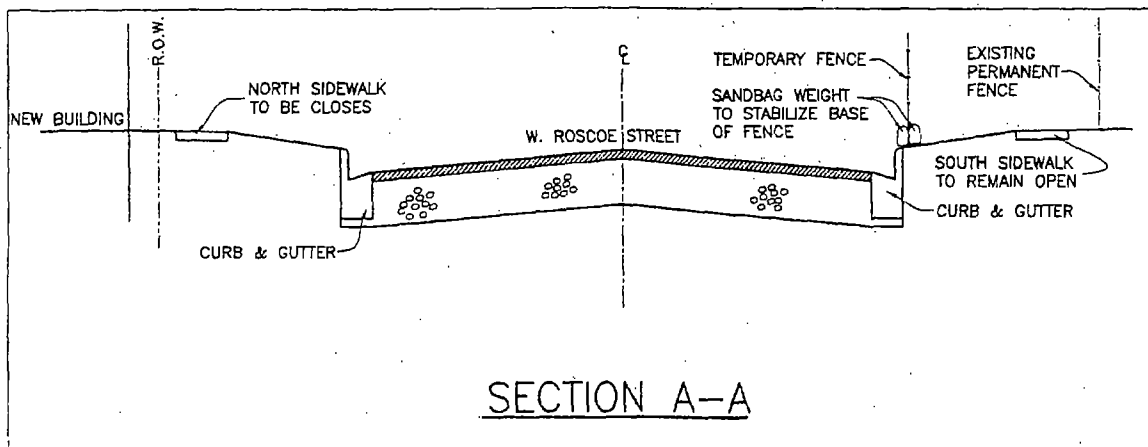 R.O.W.
NEW BUILDING
NORTH SIDEWALK
TO BE CLOSES
CURB & GUTTER
℄
W. ROSCOE STREET
TEMPORARY FENCE
SANDBAG WEIGHT
TO STABILIZE BASE
OF FENCE
EXISTING
PERMANENT
FENCE
SOUTH SIDEWALK
TO REMAIN OPEN
CURB & GUTTER
SECTION A-A